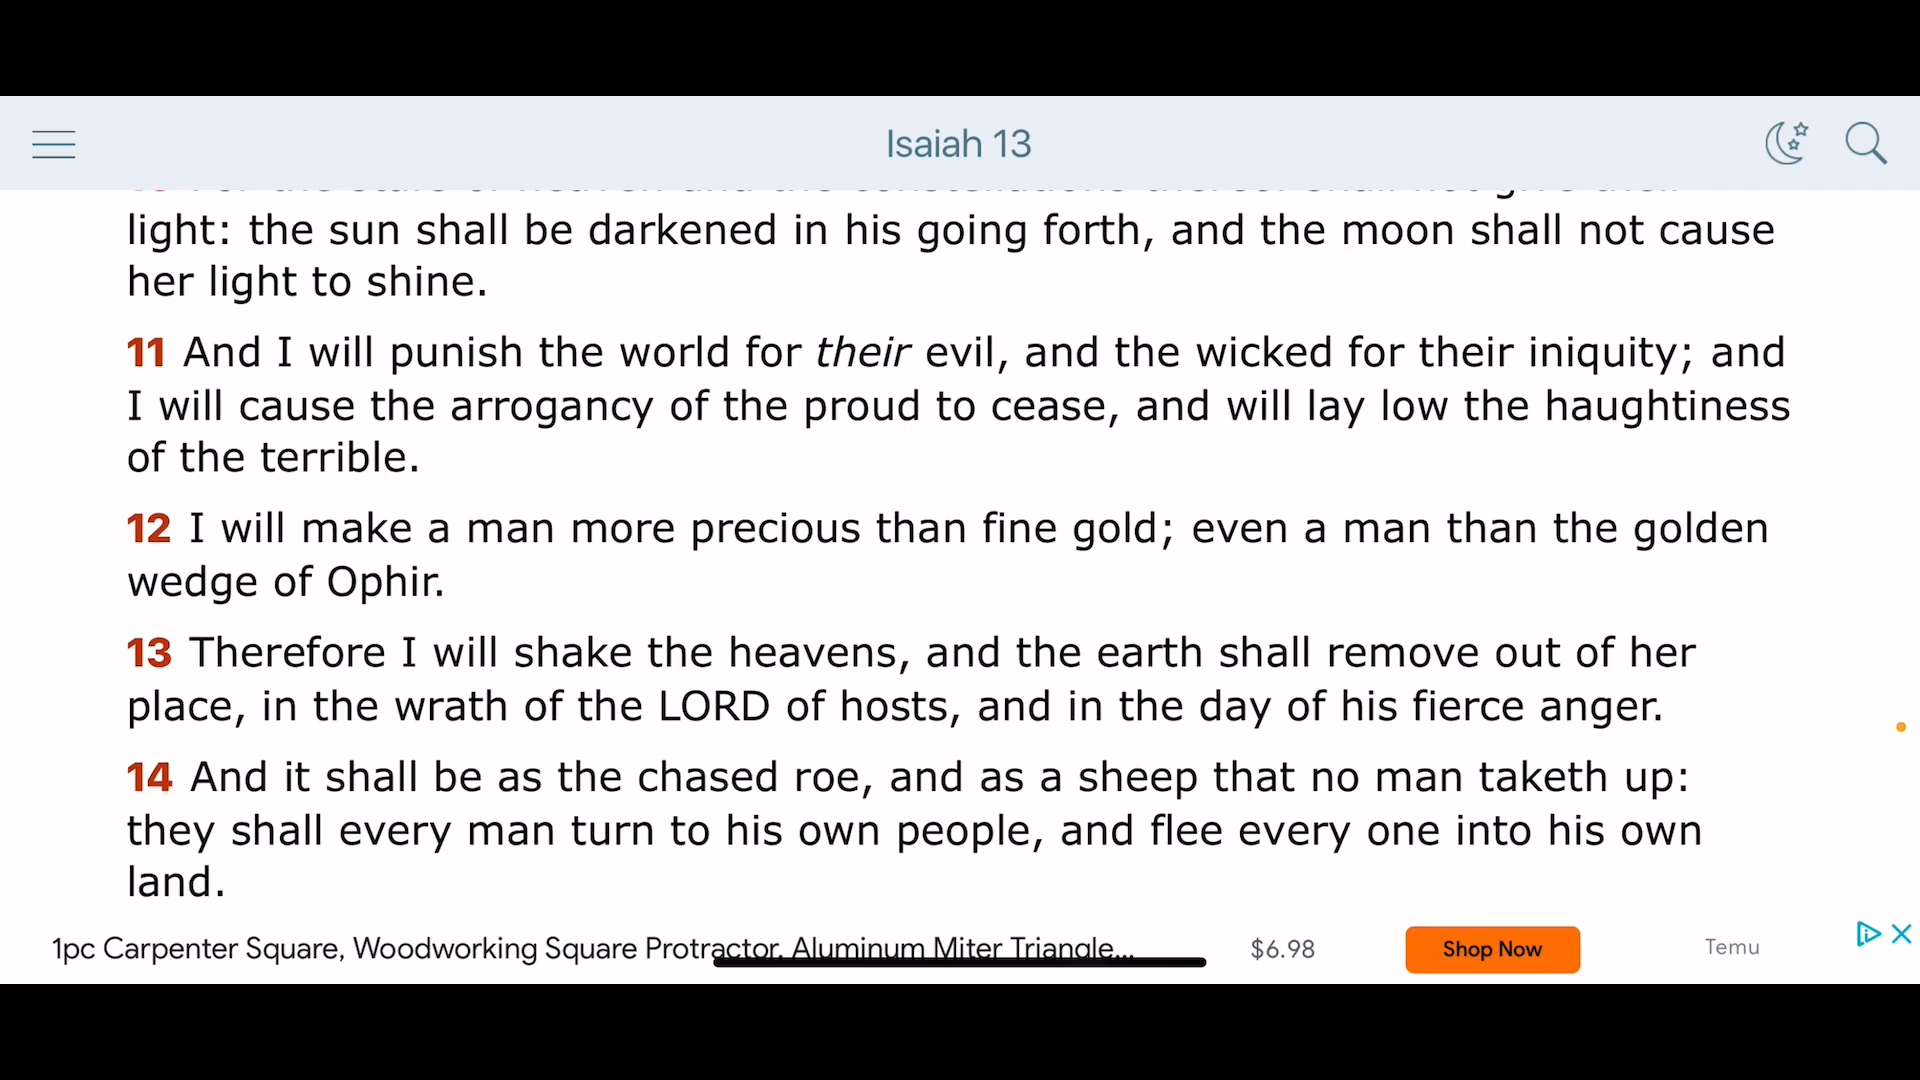 Isaiah 13
light: the sun shall be darkened in his going forth, and the moon shall not cause
her light to shine.
11 And I will punish the world for their evil, and the wicked for their iniquity; and
I will cause the arrogancy of the proud to cease, and will lay low the haughtiness
of the terrible.
12 I will make a man more precious than fine gold; even a man than the golden
wedge of Ophir.
13 Therefore I will shake the heavens, and the earth shall remove out of her
place, in the wrath of the LORD of hosts, and in the day of his fierce anger.
14 And it shall be as the chased roe, and as a sheep that no man taketh up:
they shall every man turn to his own people, and flee every one into his own
land.
1pc Carpenter Square, Woodworking Square Protractor, Aluminum Miter Triangle... $6.98 Shop Now Temu